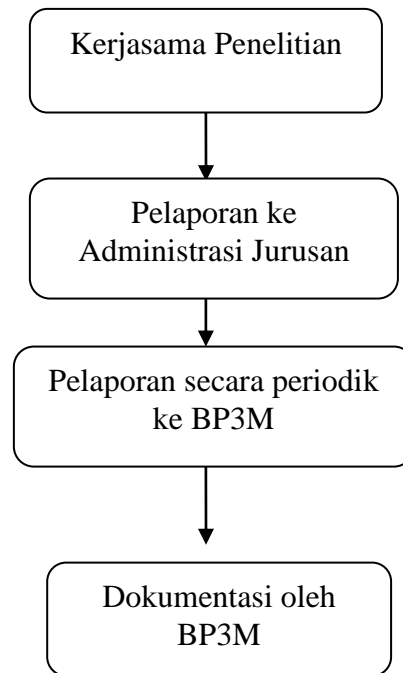 Kerjasama Penelitian
Pelaporan ke
Administrasi Jurusan
Pelaporan secara periodik
ke BP3M
Dokumentasi oleh
BP3M